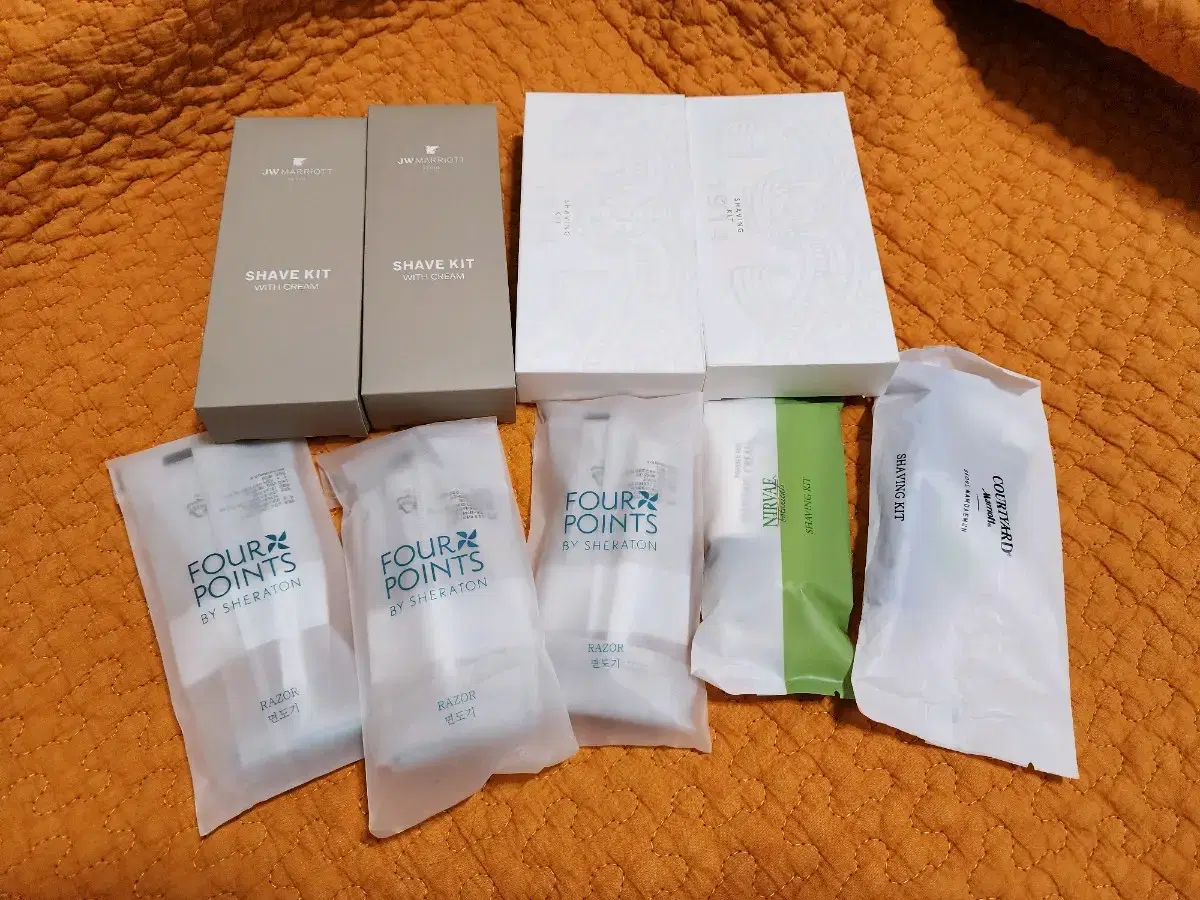 JW MARRIOTT
SHAVE KIT
WITH CREAM
JW MARRIOTT
SHAVE KIT
WITH CREAM
SHAVING
KIT
SHAVING
KIT
FOUR
POINTS
BY SHERATON
RAZOR
면도기
FOUR
POINTS
BY SHERATON
RAZOR
면도기
FOUR
POINTS
BY SHERATON
RAZOR
면도기
NIRVAE
SHAVING KIT
COURTYARD
Marriott
SEOUL NAMDAEMUN
SHAVING KIT